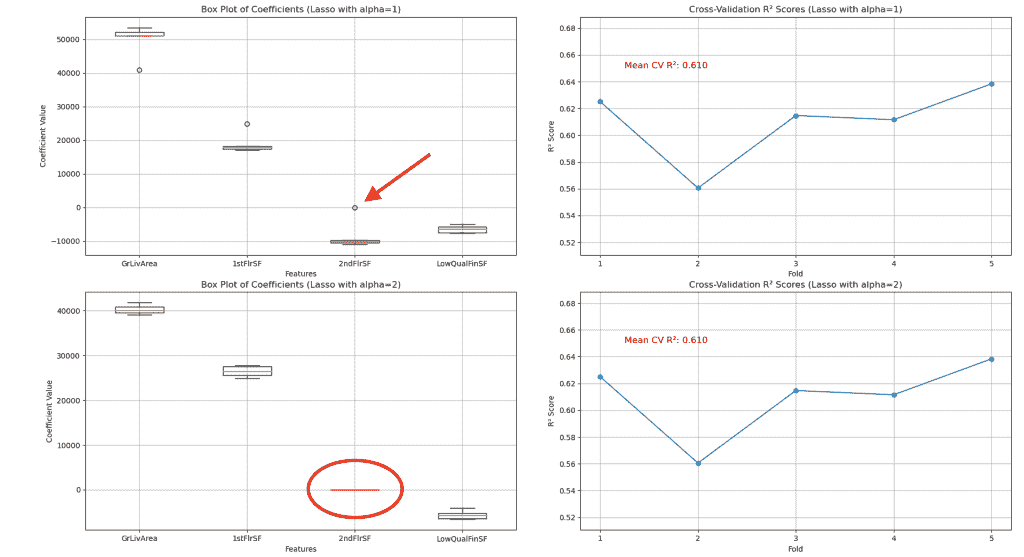 Box Plot of Coefficients (Lasso with alpha=1)
50000
40000
30000
20000
10000
0
−10000
Coefficient Value
GrLivArea 1stFlrSF 2ndFlrSF LowQualFinSF
Features
Cross-Validation R² Scores (Lasso with alpha=1)
0.68
0.66
0.64
0.62
0.60
0.58
0.56
0.54
0.52
R² Score
Mean CV R²: 0.610
1 2 3 4 5
Fold
Box Plot of Coefficients (Lasso with alpha=2)
40000
30000
20000
10000
0
Coefficient Value
GrLivArea 1stFlrSF 2ndFlrSF LowQualFinSF
Features
Cross-Validation R² Scores (Lasso with alpha=2)
0.68
0.66
0.64
0.62
0.60
0.58
0.56
0.54
0.52
R² Score
Mean CV R²: 0.610
1 2 3 4 5
Fold